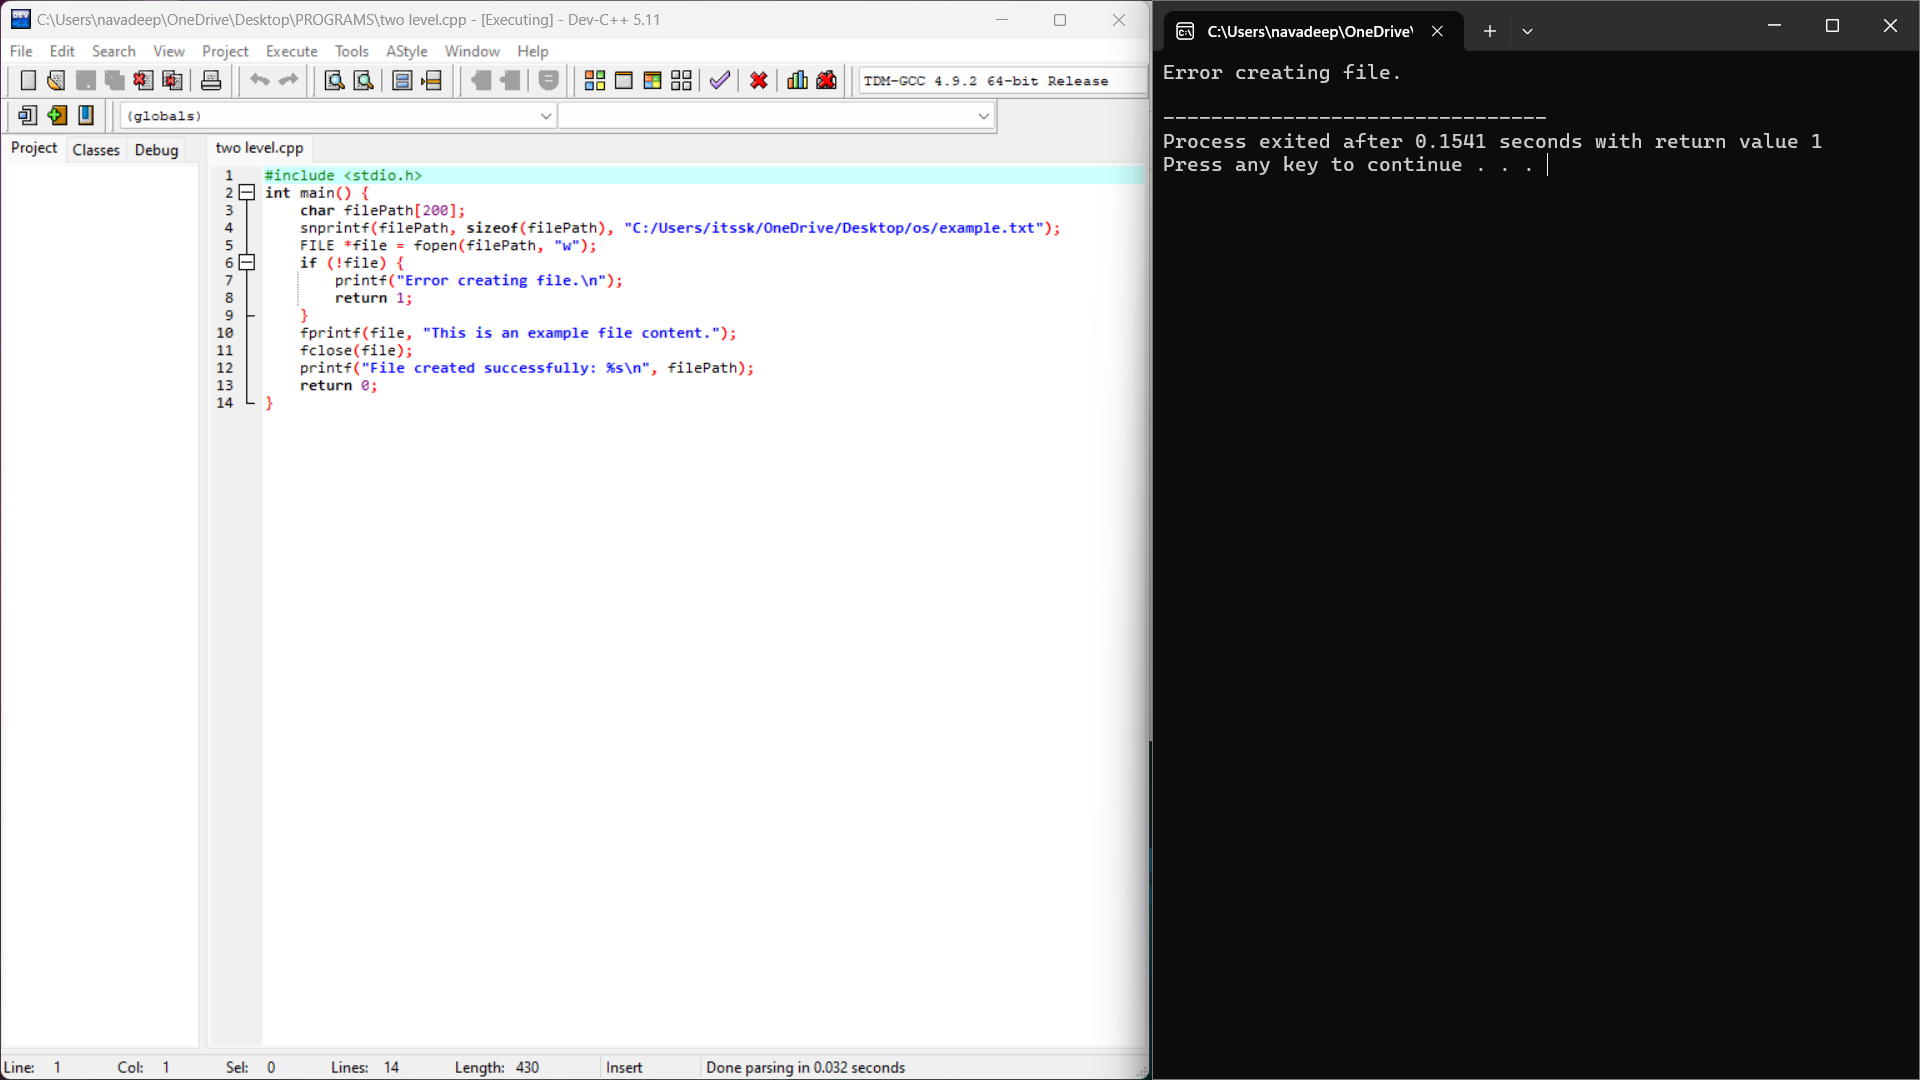 C:\Users\navadeep\OneDrive\Desktop\PROGRAMS\two level.cpp - [Executing] - Dev-C++ 5.11
File Edit Search View Project Execute Tools AStyle Window Help
TDM-GCC 4.9.2 64-bit Release
(globals)
Project Classes Debug
two level.cpp
1 #include <stdio.h>
2 int main() {
3 char filePath[200];
4 snprintf(filePath, sizeof(filePath), "C:/Users/itssk/OneDrive/Desktop/os/example.txt");
5 FILE *file = fopen(filePath, "w");
6 if (!file) {
7 printf("Error creating file.\n");
8 return 1;
9 }
10 fprintf(file, "This is an example file content.");
11 fclose(file);
12 printf("File created successfully: %s\n", filePath);
13 return 0;
14 }
Line: 1 Col: 1 Sel: 0 Lines: 14 Length: 430 Insert Done parsing in 0.032 seconds
C:\Users\navadeep\OneDrive\
Error creating file.
--------------------------------
Process exited after 0.1541 seconds with return value 1
Press any key to continue . . .